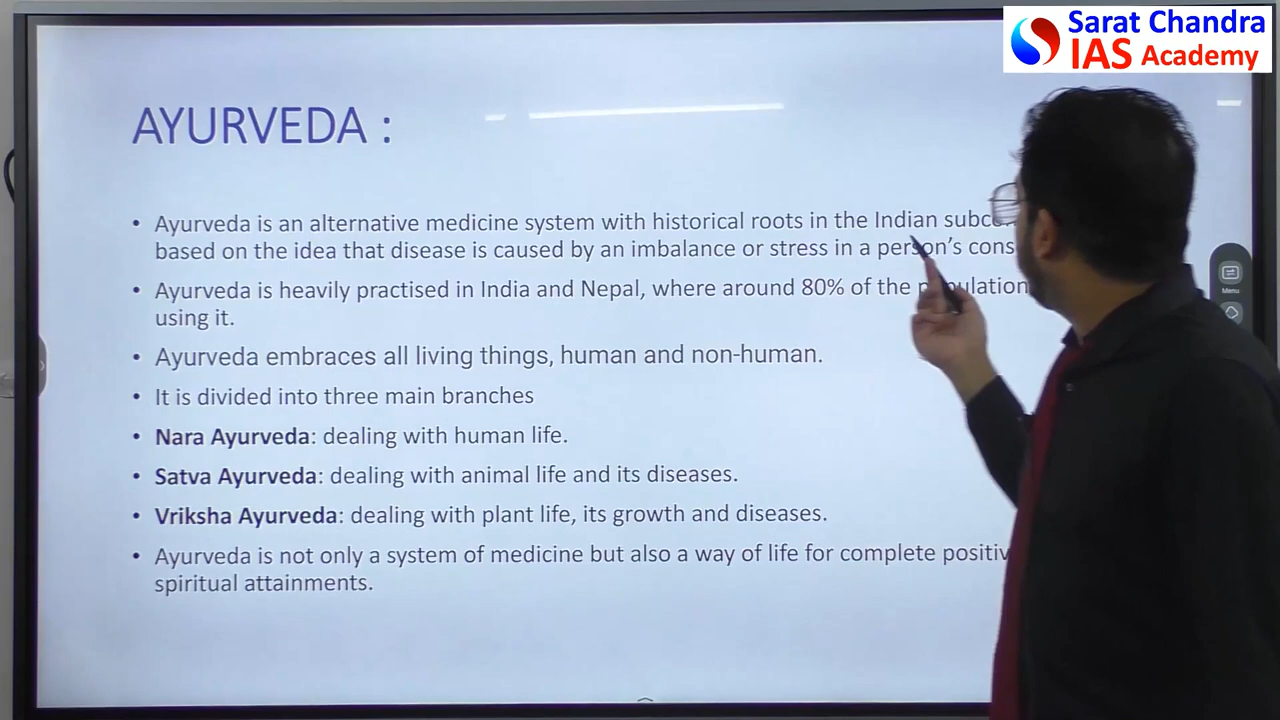 Sarat Chandra
IAS Academy
AYURVEDA :
• Ayurveda is an alternative medicine system with historical roots in the Indian
based on the idea that disease is caused by an imbalance or stress in a person's
• Ayurveda is heavily practised in India and Nepal, where around 80% of the population
using it.
• Ayurveda embraces all living things, human and non-human.
• It is divided into three main branches
• Nara Ayurveda: dealing with human life.
• Satva Ayurveda: dealing with animal life and its diseases.
• Vriksha Ayurveda: dealing with plant life, its growth and diseases.
• Ayurveda is not only a system of medicine but also a way of life for complete
spiritual attainments.
Menu